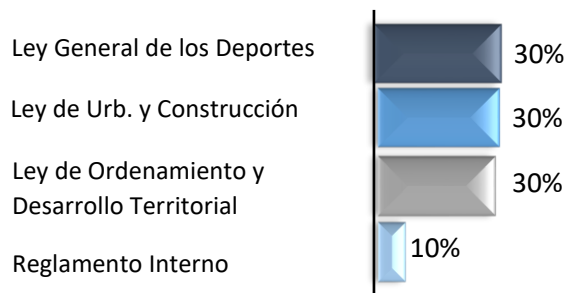 Ley General de los Deportes
30%
Ley de Urb. y Construcción
30%
Ley de Ordenamiento y
Desarrollo Territorial
30%
Reglamento Interno
10%